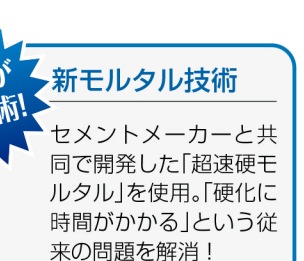 が
術!
新モルタル技術
セメントメーカーと共
同で開発した「超速硬モ
ルタル」を使用。「硬化に
時間がかかる」という従
来の問題を解消！